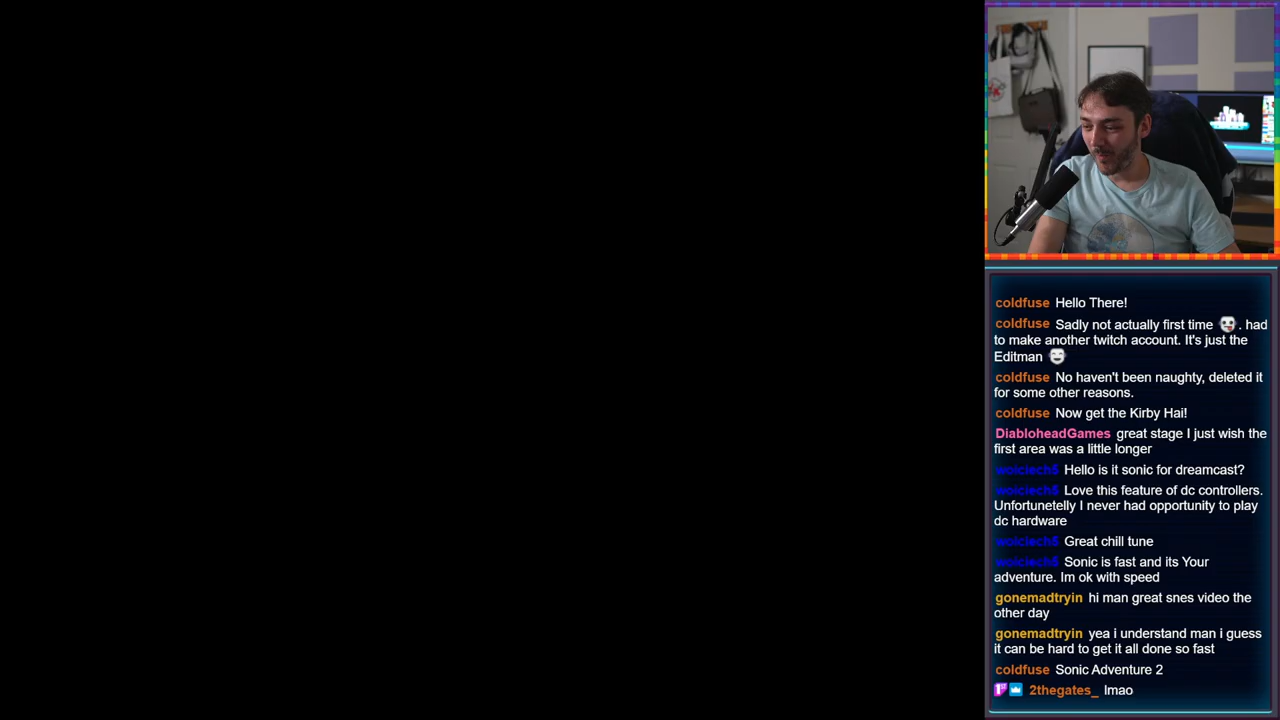 coldfuse Hello There!
coldfuse Sadly not actually first time . had
to make another twitch account. It's just the
Editman
coldfuse No haven't been naughty, deleted it
for some other reasons.
coldfuse Now get the Kirby Hai!
DiabloheadGames great stage I just wish the
first area was a little longer
wolciech5 Hello is it sonic for dreamcast?
wolciech5 Love this feature of dc controllers.
Unfortunetelly I never had opportunity to play
dc hardware
wolciech5 Great chill tune
wolciech5 Sonic is fast and its Your
adventure. Im ok with speed
gonemadtryin hi man great snes video the
other day
gonemadtryin yea i understand man i guess
it can be hard to get it all done so fast
coldfuse Sonic Adventure 2
2thegates_ lmao